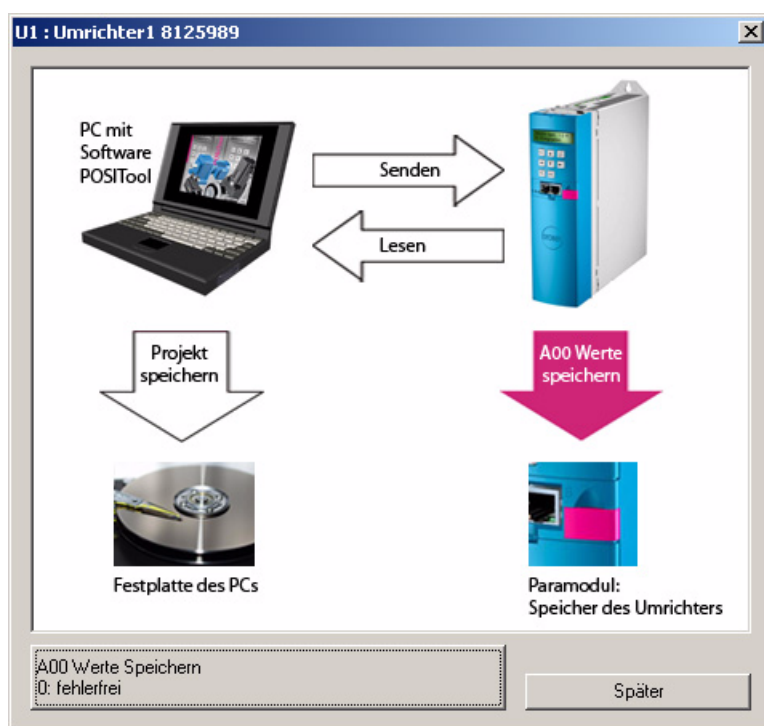 U1 : Umrichter1 8125989
PC mit
Software
POSITool
Senden
Lesen
Projekt
speichern
A00 Werte
speichern
Festplatte des PCs
Paramodul:
Speicher des Umrichters
A00 Werte Speichern
0: fehlerfrei
Später